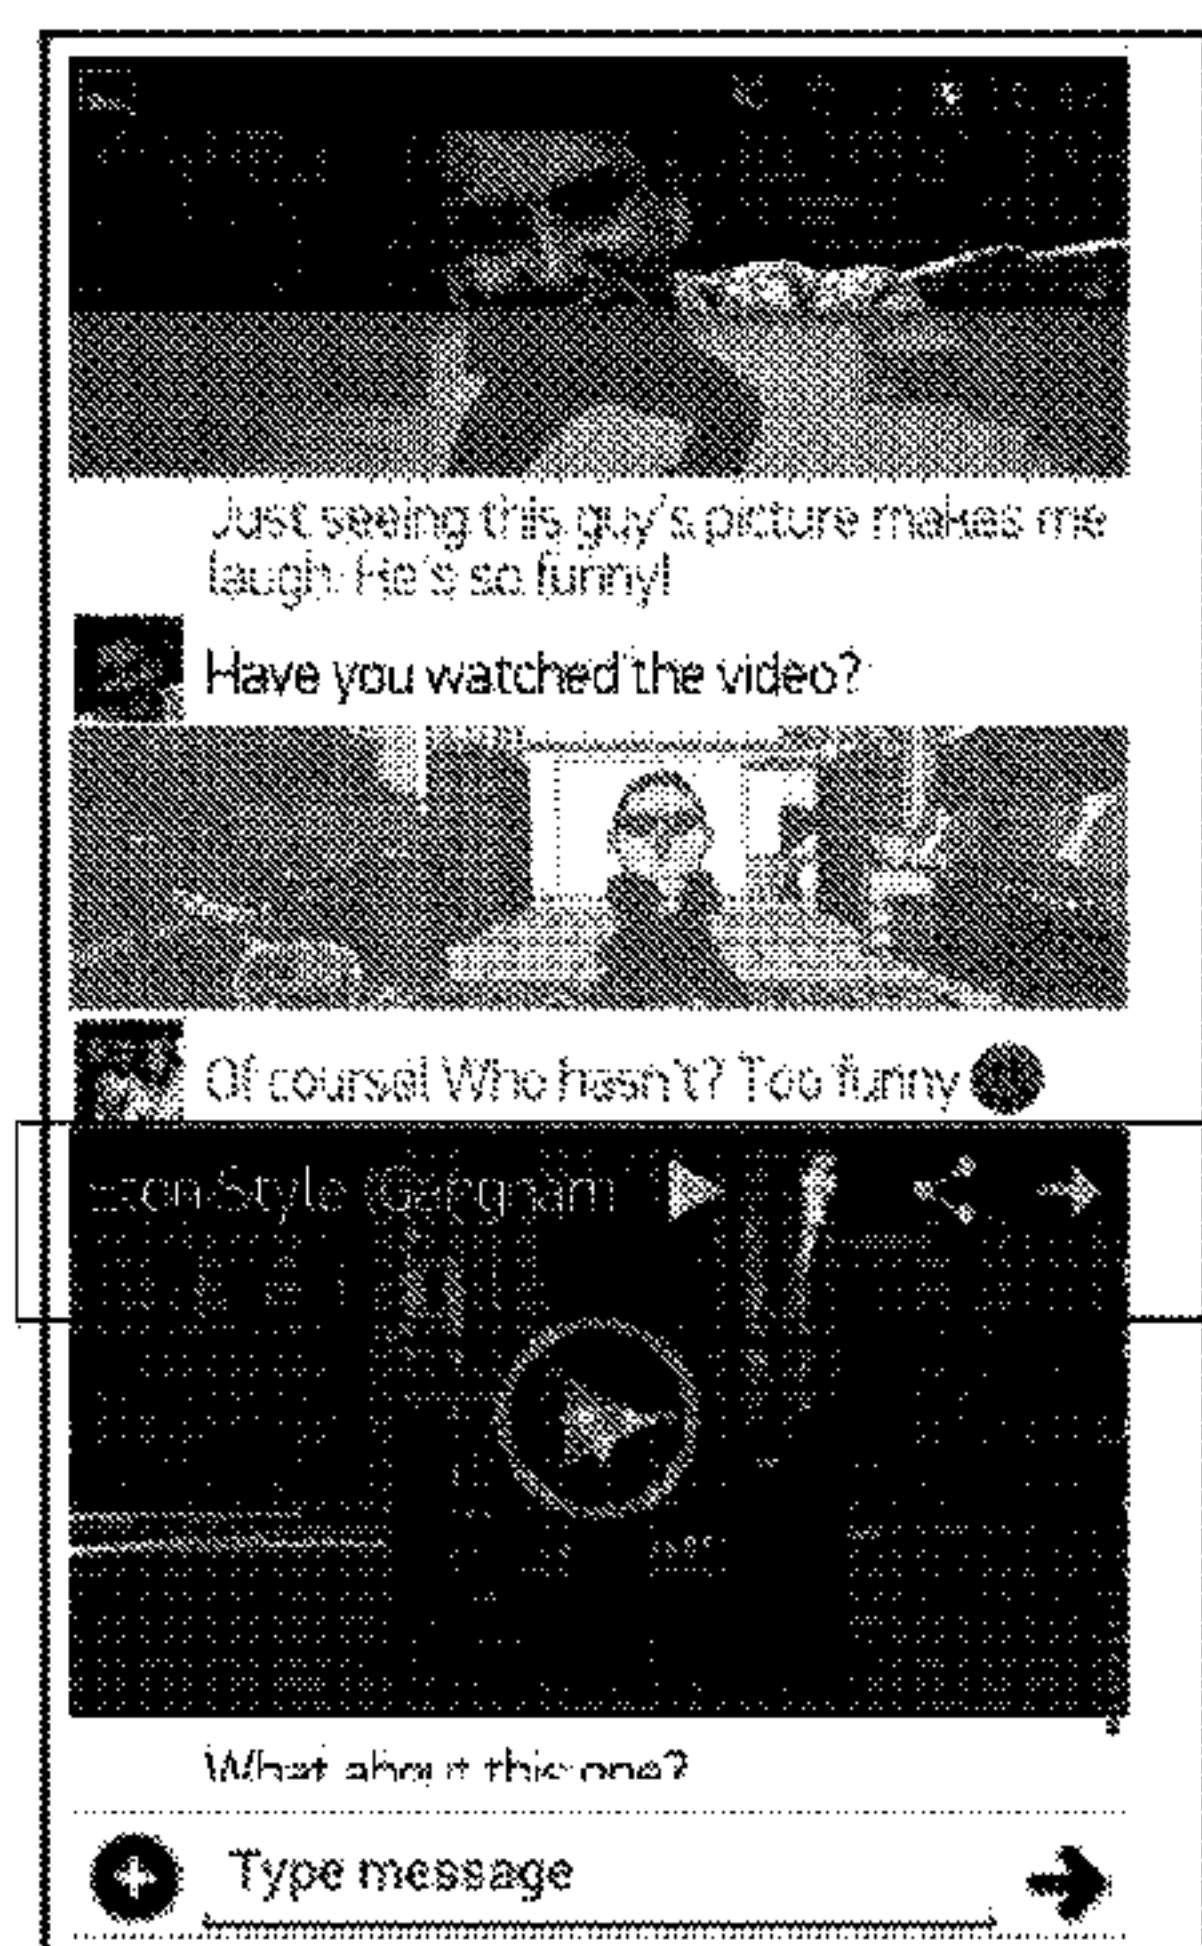 Just seeing this guy's picture makes me
laugh. He's so funny!
Have you watched the video?
Of course! Who hasn't? Too funny
Style (Gangnam
What about this one?
Type message